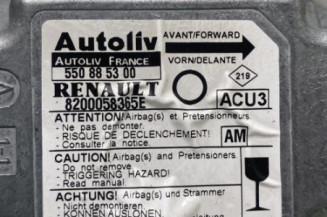 Autoliv
AVANT/FORWARD
AUTOLIV FRANCE
VORN/DELANTE
550 88 53 00
219
RENAULT
8200058365E
ACU3
ATTENTION! Airbag(s) et Pretensionneurs
- Ne pas demonter.
- RISQUE DE DECLENCHEMENT!
- Consulter la notice.
AM
CAUTION! Airbag(s) and Pretensioners
- Do not remove
- TRIGGERING HAZARD!
- Read manual
ACHTUNG! Airbag(s) und Strammer
- Nicht demontieren
- KÖNNEN AUSLÖSEN